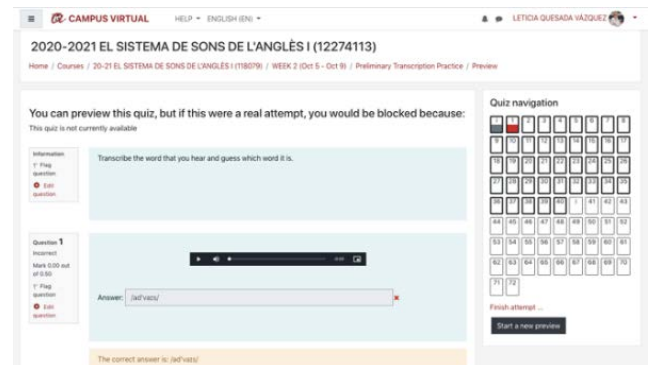 CAMPUS VIRTUAL
HELP
ENGLISH (EN)
LETICIA QUESADA VÁZQUEZ
2020-2021 EL SISTEMA DE SONS DE L'ANGLÈS I (12274113)
Home / Courses / 20-21 EL SISTEMA DE SONS DE L'ANGLÈS I (118079) / WEEK 2 (Oct 5 - Oct 9) / Preliminary Transcription Practice / Preview
You can preview this quiz, but if this were a real attempt, you would be blocked because:
This quiz is not currently available
Information
Flag question
Edit question
Transcribe the word that you hear and guess which word it is.
Question 1
Incorrect
Mark 0.00 out of 0.50
Flag question
Edit question
0:00
Answer:
The correct answer is:
Quiz navigation
i 1 2 3 4 5 6 7 8
9 10 11 12 13 14 15 16 17
18 19 20 21 22 23 24 25 26
27 28 29 30 31 32 33 34 35
36 37 38 39 40 i 41 42 43
44 45 46 47 48 49 50 51 52
53 54 55 56 57 58 59 60 61
62 63 64 65 66 67 68 69 70
71 72
Finish attempt ...
Start a new preview